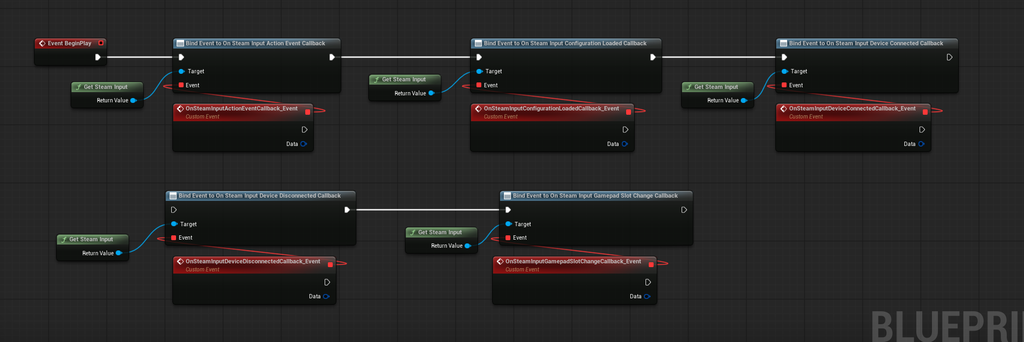 Event BeginPlay
Bind Event to On Steam Input Action Event Callback
Target
Event
Get Steam Input
Return Value
OnSteamInputActionEventCallback_Event
Custom Event
Data
Bind Event to On Steam Input Configuration Loaded Callback
Target
Event
Get Steam Input
Return Value
OnSteamInputConfigurationLoadedCallback_Event
Custom Event
Data
Bind Event to On Steam Input Device Connected Callback
Target
Event
Get Steam Input
Return Value
OnSteamInputDeviceConnectedCallback_Event
Custom Event
Data
Bind Event to On Steam Input Device Disconnected Callback
Target
Event
Get Steam Input
Return Value
OnSteamInputDeviceDisconnectedCallback_Event
Custom Event
Data
Bind Event to On Steam Input Gamepad Slot Change Callback
Target
Event
Get Steam Input
Return Value
OnSteamInputGamepadSlotChangeCallback_Event
Custom Event
Data
BLUEPRI